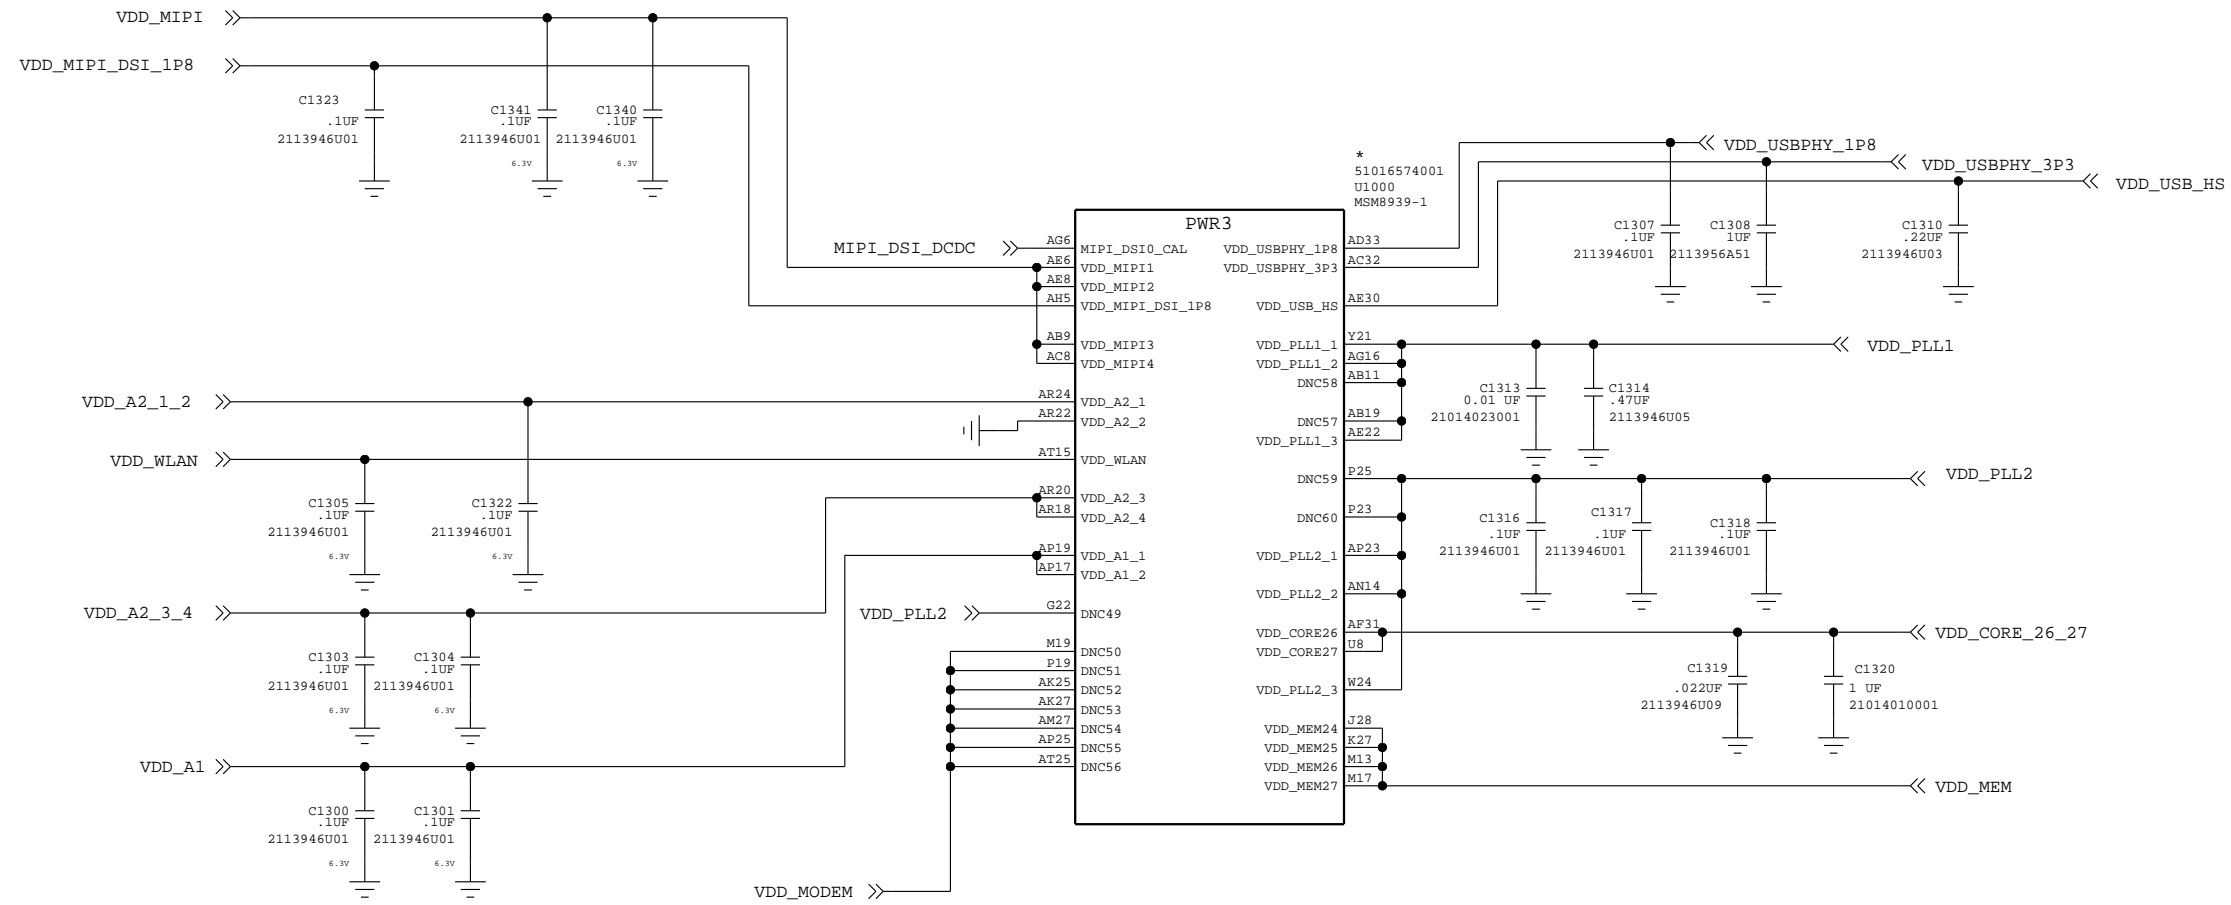 VDD_MIPI
VDD_MIPI_DSI_1P8
C1323
.1UF
2113946U01
C1341
.1UF
2113946U01
6.3V
C1340
.1UF
2113946U01
6.3V
*
51016574001
U1000
MSM8939-1
VDD_USBPHY_1P8
VDD_USBPHY_3P3
VDD_USB_HS
C1307
.1UF
2113946U01
C1308
1UF
2113956A51
C1310
.22UF
2113946U03
PWR3
MIPI_DSI_DCDC
AG6 MIPI_DSI0_CAL
AE6 VDD_MIPI1
AE8 VDD_MIPI2
AH5 VDD_MIPI_DSI_1P8
AB9 VDD_MIPI3
AC8 VDD_MIPI4
AR24 VDD_A2_1
AR22 VDD_A2_2
AT15 VDD_WLAN
AR20 VDD_A2_3
AR18 VDD_A2_4
AP19 VDD_A1_1
AP17 VDD_A1_2
G22 DNC49
M19 DNC50
P19 DNC51
AK25 DNC52
AK27 DNC53
AM27 DNC54
AP25 DNC55
AT25 DNC56
VDD_USBPHY_1P8 AD33
VDD_USBPHY_3P3 AC32
VDD_USB_HS AE30
VDD_PLL1_1 Y21
VDD_PLL1_2 AG16
DNC58 AB11
DNC57 AB19
VDD_PLL1_3 AE22
DNC59 P25
DNC60 P23
VDD_PLL2_1 AP23
VDD_PLL2_2 AN14
VDD_CORE26 AF31
VDD_CORE27 U8
VDD_PLL2_3 W24
VDD_MEM24 J28
VDD_MEM25 K27
VDD_MEM26 M13
VDD_MEM27 M17
VDD_A2_1_2
VDD_WLAN
C1305
.1UF
2113946U01
6.3V
C1322
.1UF
2113946U01
6.3V
VDD_A2_3_4
C1303
.1UF
2113946U01
6.3V
C1304
.1UF
2113946U01
6.3V
VDD_A1
C1300
.1UF
2113946U01
6.3V
C1301
.1UF
2113946U01
6.3V
VDD_PLL2
VDD_MODEM
VDD_PLL1
C1313
0.01 UF
21014023001
C1314
.47UF
2113946U05
VDD_PLL2
C1316
.1UF
2113946U01
C1317
.1UF
2113946U01
C1318
.1UF
2113946U01
VDD_CORE_26_27
C1319
.022UF
2113946U09
C1320
1 UF
21014010001
VDD_MEM